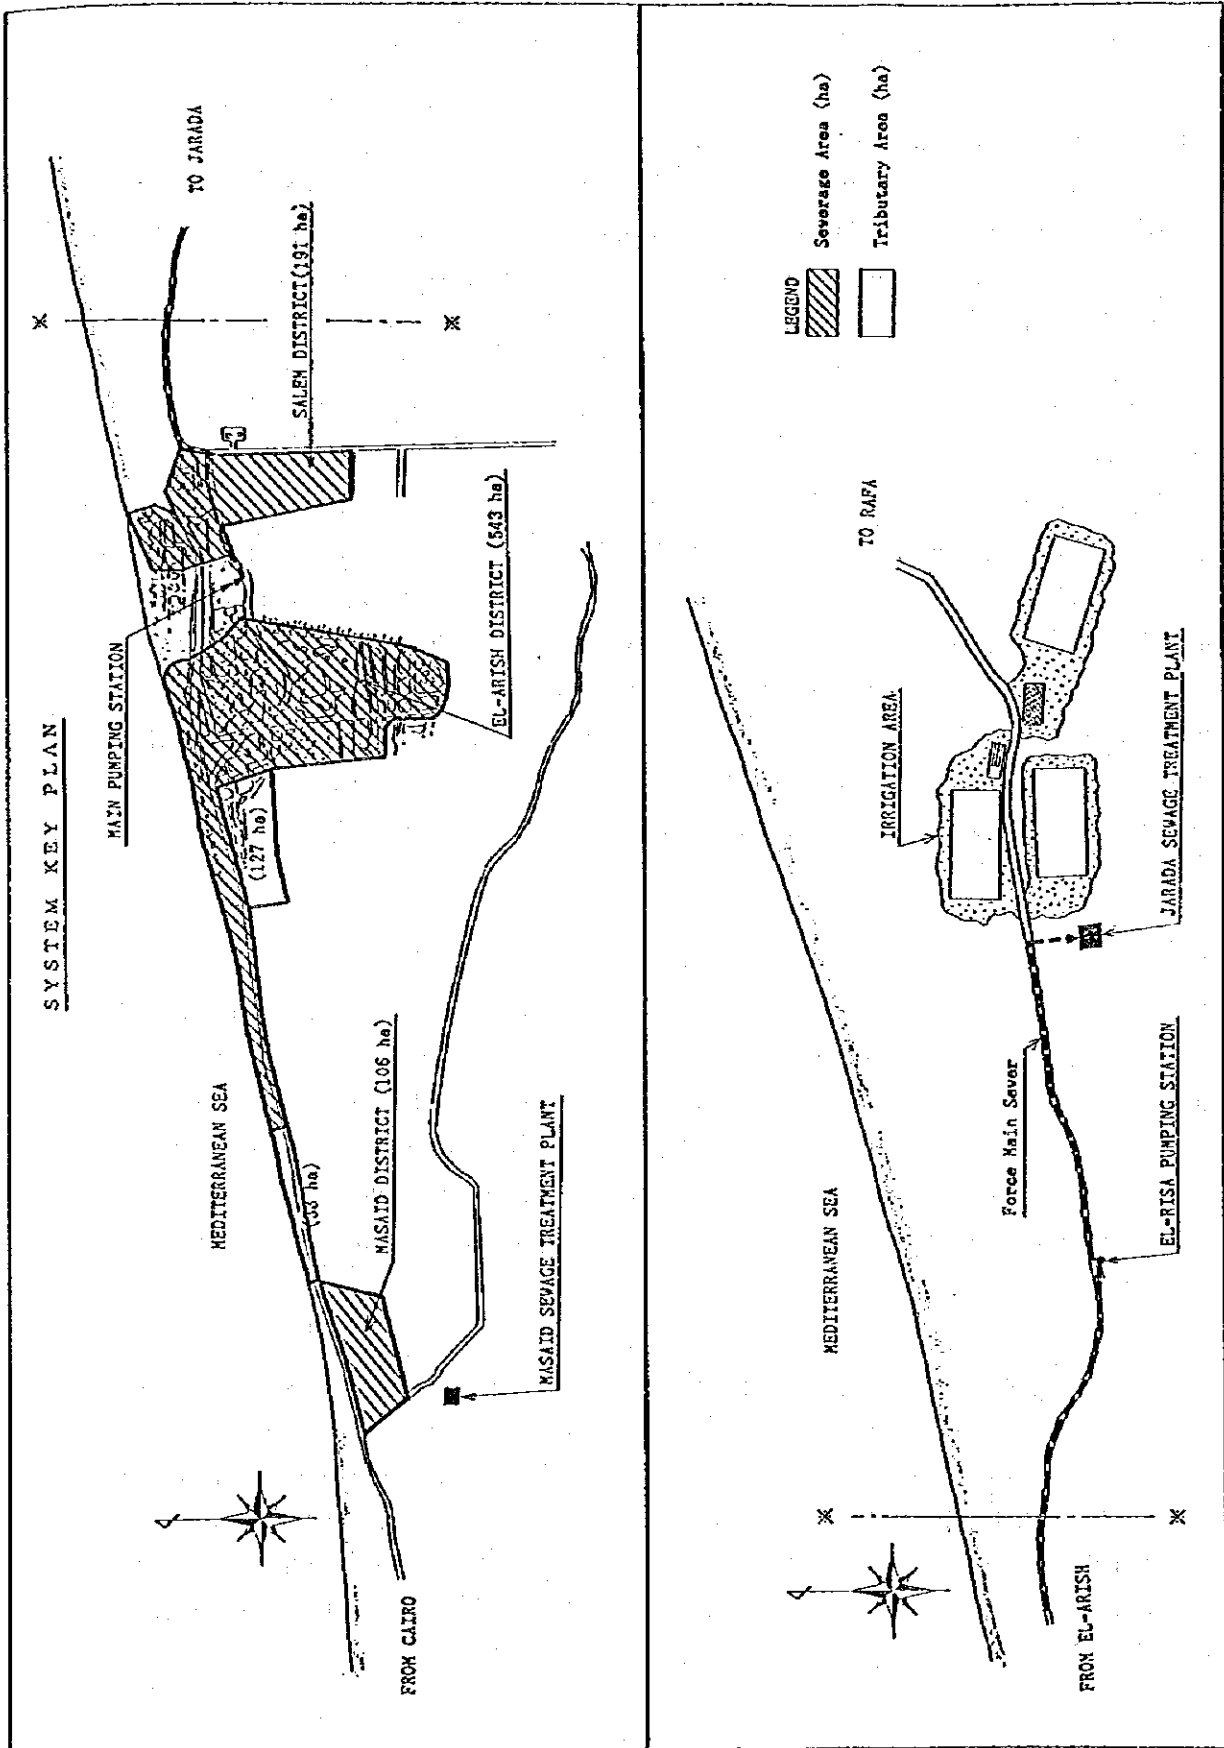 SYSTEM KEY PLAN
TO JARADA
※
※
MAIN PUMPING STATION
SALEM DISTRICT(191 ha)
EL-ARISH DISTRICT (543 ha)
(127 ha)
MEDITERRANEAN SEA
(33 ha)
MASAID DISTRICT (106 ha)
MASAID SEWAGE TREATMENT PLANT
FROM CAIRO
LEGEND
Sewerage Area (ha)
Tributary Area (ha)
TO RAFA
IRRIGATION AREA
JARADA SEWAGE TREATMENT PLANT
MEDITERRANEAN SEA
Force Main Sewer
EL-RISA PUMPING STATION
※
※
FROM EL-ARISH